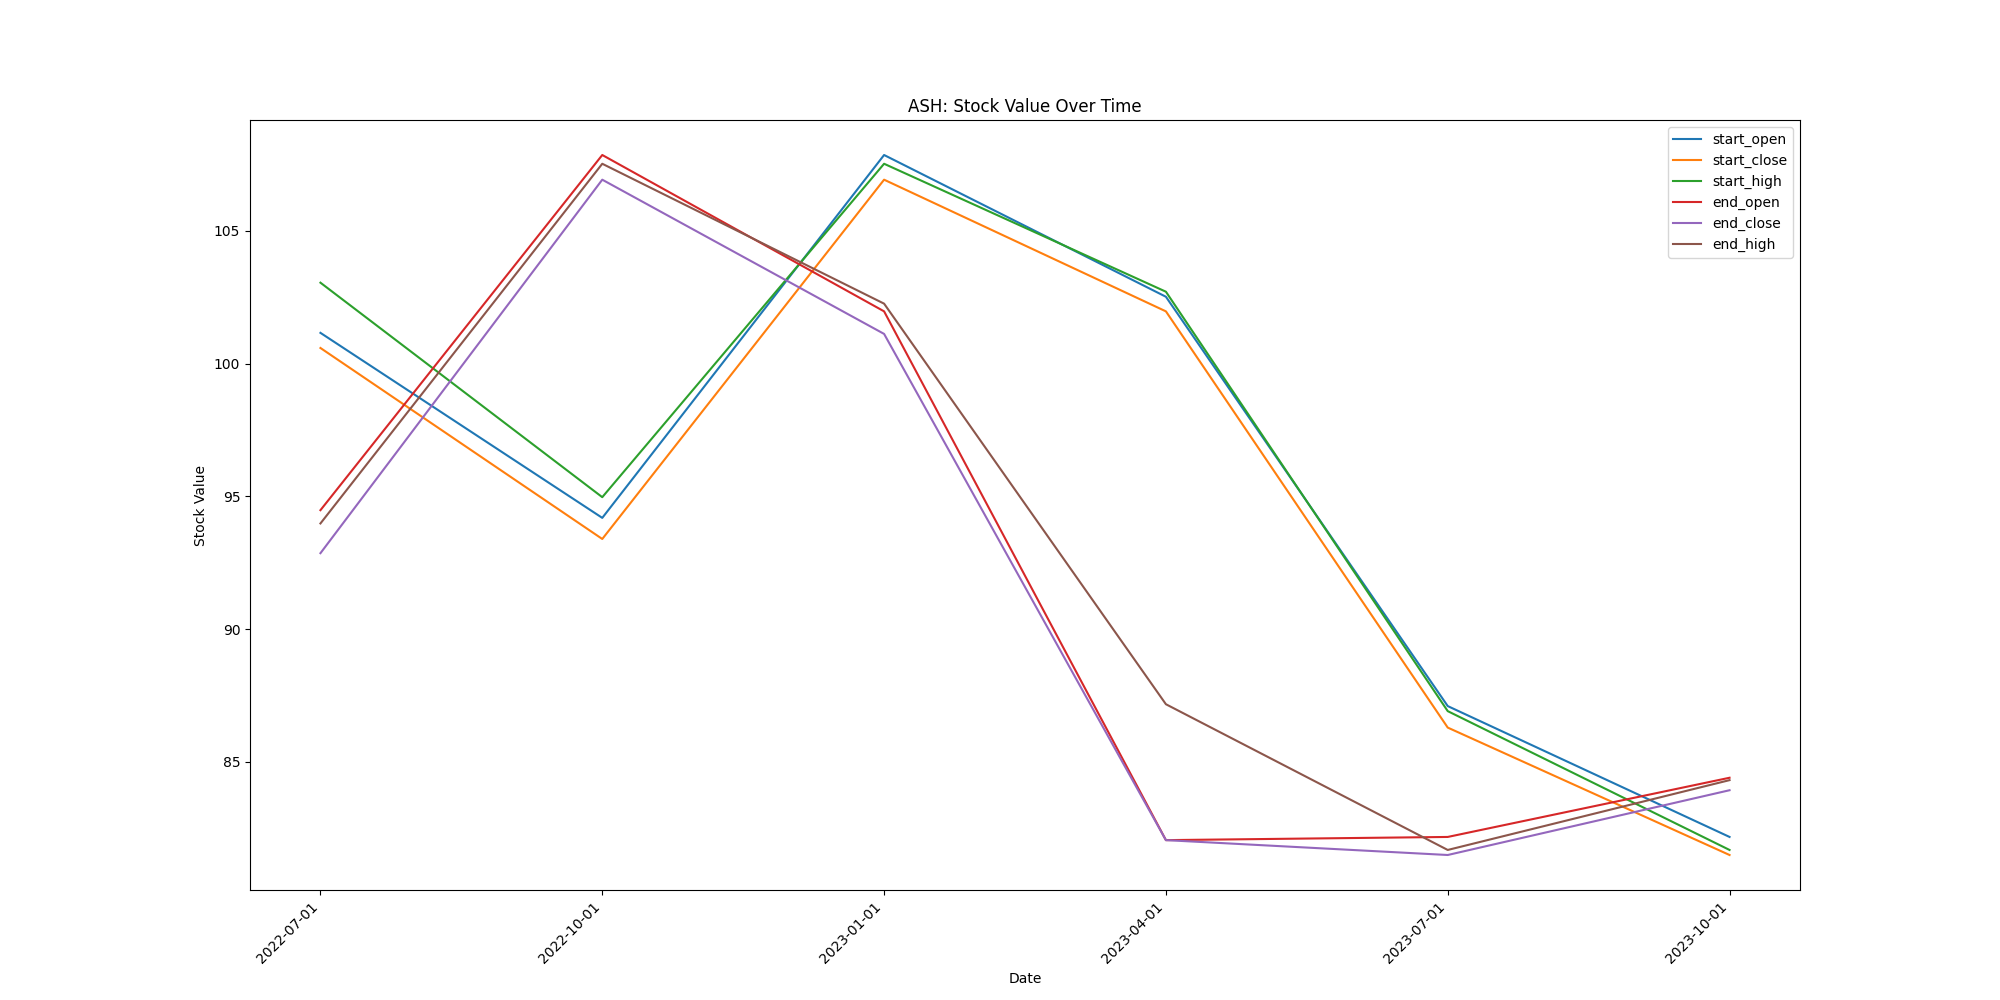 ASH: Stock Value Over Time
start_open
start_close
start_high
end_open
end_close
end_high
Stock Value
105
100
95
90
85
2022-07-01
2022-10-01
2023-01-01
2023-04-01
2023-07-01
2023-10-01
Date